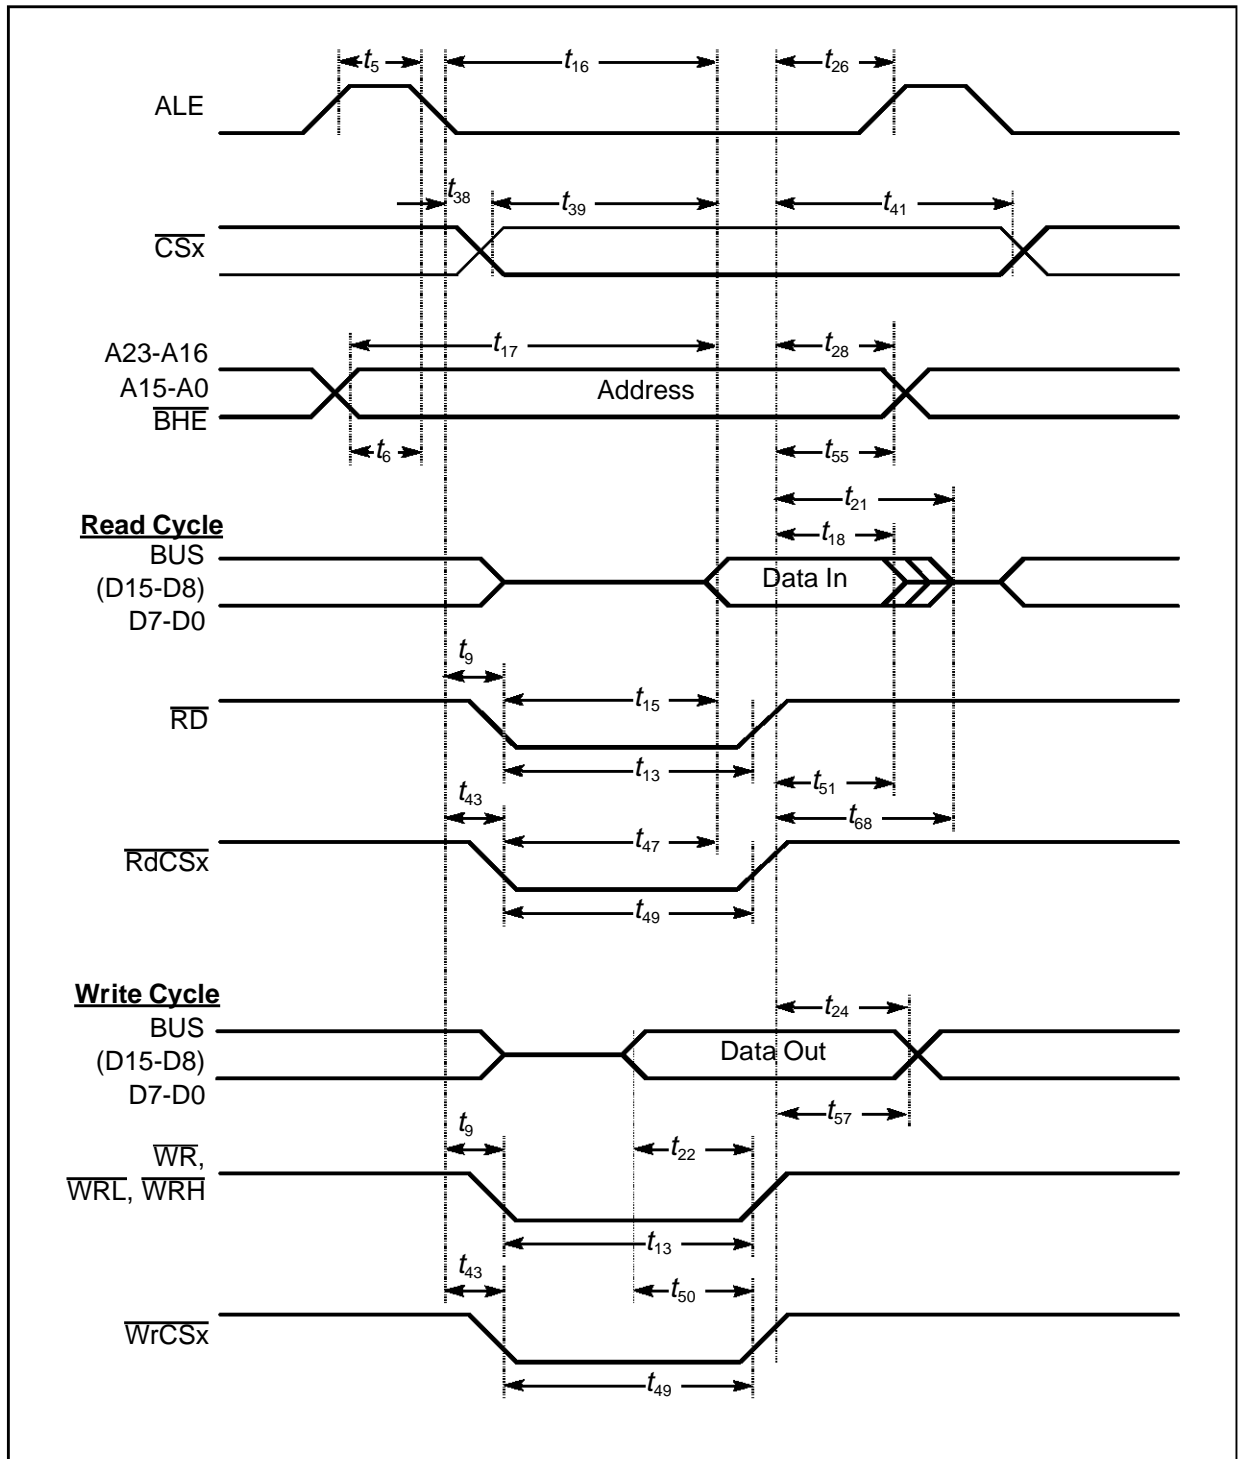 t5 t16 t26
ALE
t38 t39 t41
CSx
A23-A16 t17 t28
A15-A0 Address
BHE
t6 t55
t21
Read Cycle t18
BUS
(D15-D8) Data In
D7-D0
t9
RD t15
t13 t51
t43 t68
RdCSx t47
t49
Write Cycle t24
BUS
(D15-D8) Data Out
D7-D0
t57
t9 t22
WR,
WRL, WRH
t13
t43 t50
WrCSx
t49